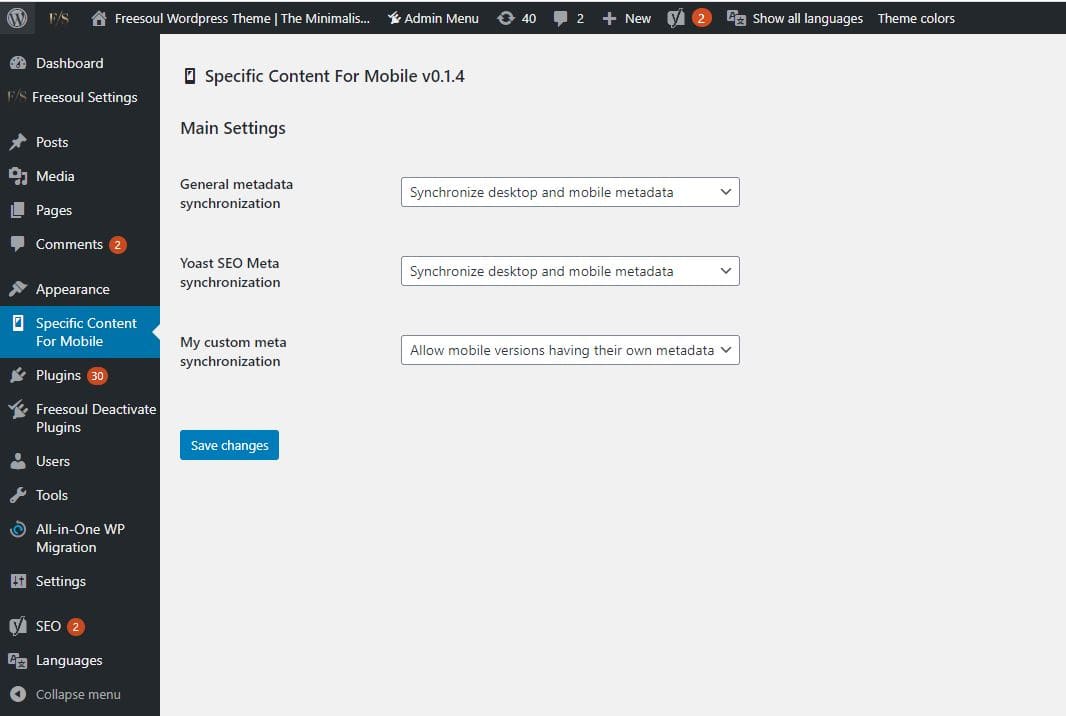 F/S
Freesoul Wordpress Theme | The Minimalis...
Admin Menu
40
2
New
2
Show all languages
Theme colors
Dashboard
F/S Freesoul Settings
Posts
Media
Pages
Comments 2
Appearance
Specific Content
For Mobile
Plugins 30
Freesoul Deactivate
Plugins
Users
Tools
All-in-One WP
Migration
Settings
SEO 2
Languages
Collapse menu
Specific Content For Mobile v0.1.4
Main Settings
General metadata
synchronization
Synchronize desktop and mobile metadata
Yoast SEO Meta
synchronization
Synchronize desktop and mobile metadata
My custom meta
synchronization
Allow mobile versions having their own metadata
Save changes